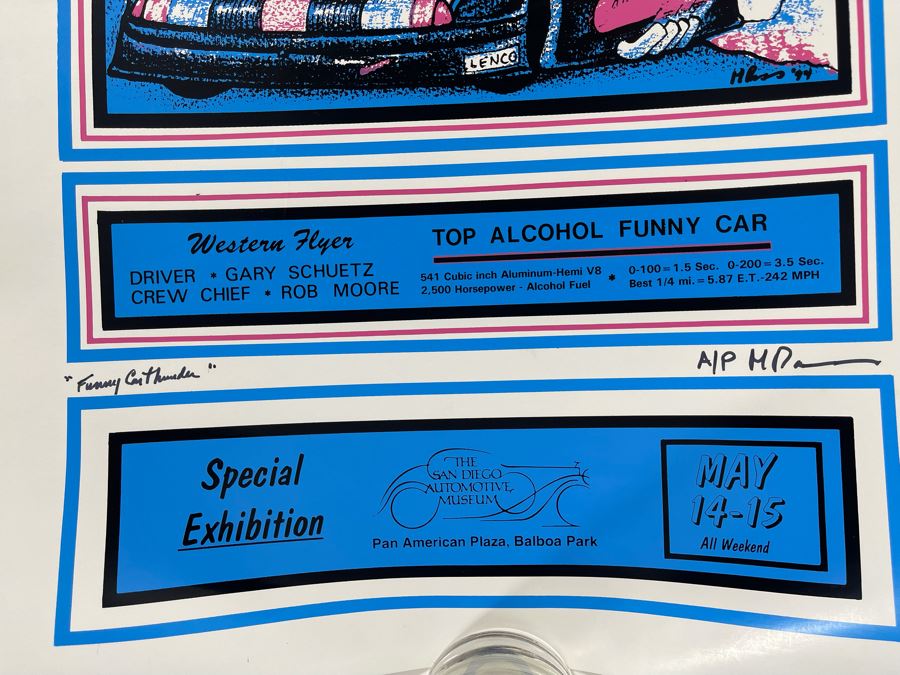 LENCO
Western Flyer
DRIVER * GARY SCHUETZ
CREW CHIEF * ROB MOORE
TOP ALCOHOL FUNNY CAR
541 Cubic inch Aluminum-Hemi V8
2,500 Horsepower - Alcohol Fuel
*
0-100 = 1.5 Sec. 0-200 = 3.5 Sec.
Best 1/4 mi. = 5.87 E.T.-242 MPH
"Funny Car Thunder"
A/P
Special
Exhibition
THE
SAN DIEGO
AUTOMOTIVE
MUSEUM
Pan American Plaza, Balboa Park
MAY
14-15
All Weekend